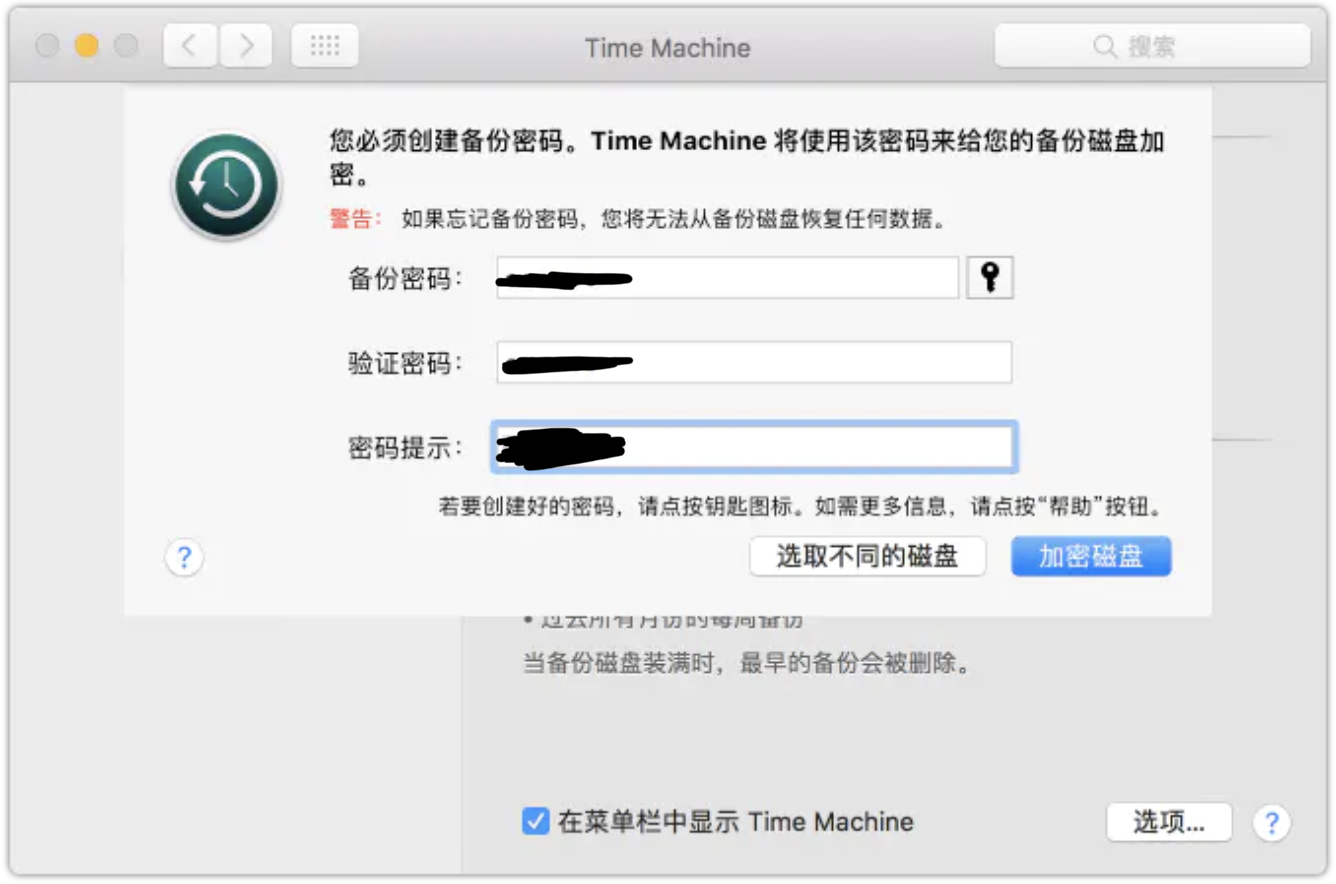 Time Machine
搜索
您必须创建备份密码。Time Machine 将使用该密码来给您的备份磁盘加
密。
警告： 如果忘记备份密码，您将无法从备份磁盘恢复任何数据。
备份密码：
验证密码：
密码提示：
若要创建好的密码，请点按钥匙图标。如需更多信息，请点按“帮助”按钮。
?
选取不同的磁盘
加密磁盘
• 过去所有月份的每周备份
当备份磁盘装满时，最早的备份会被删除。
在菜单栏中显示 Time Machine
选项...
?